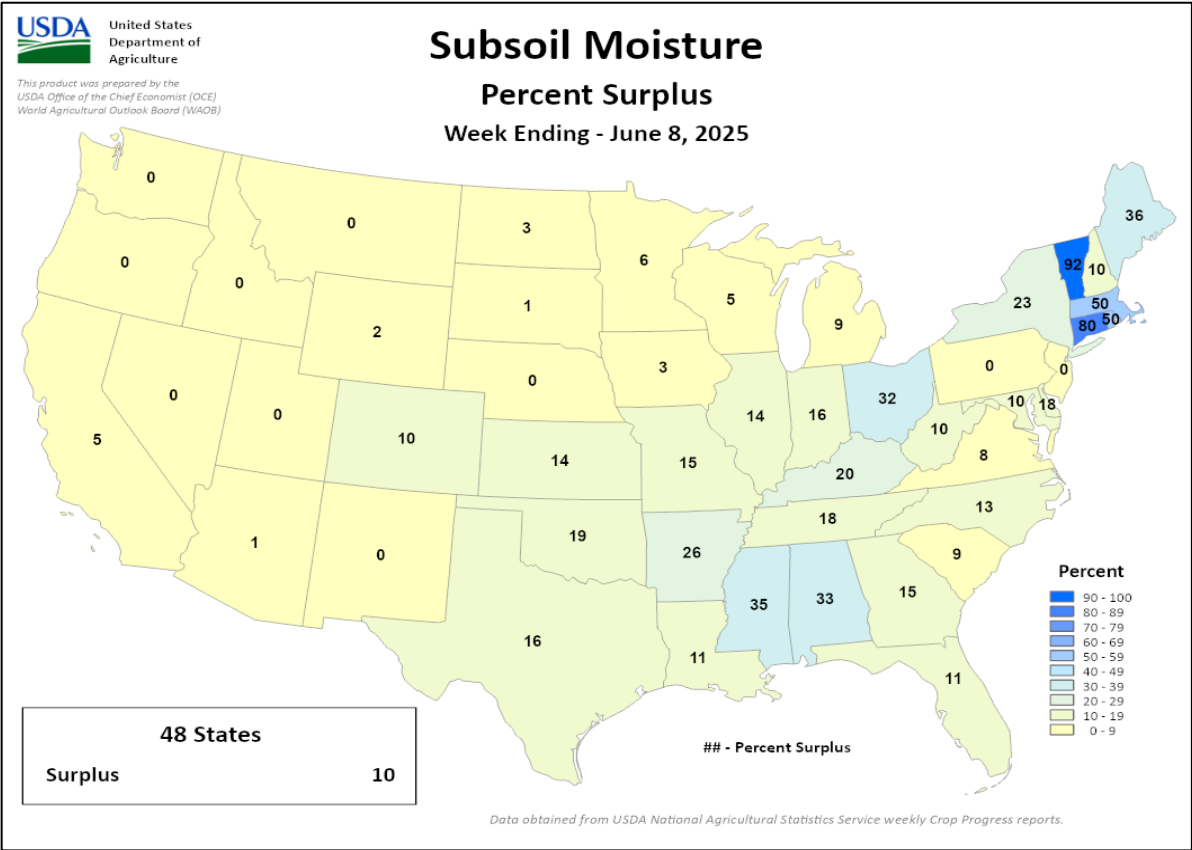 USDA
United States
Department of
Agriculture
This product was prepared by the
USDA Office of the Chief Economist (OCE)
World Agricultural Outlook Board (WAOB)
Subsoil Moisture
Percent Surplus
Week Ending - June 8, 2025
0
0
3
6
36
0
0
92
10
23
50
80
50
2
1
5
9
0
0
0
3
0
0
5
10
14
15
14
16
32
10
10
18
8
20
1
0
19
26
18
13
9
16
11
35
33
15
11
Percent
90 - 100
80 - 89
70 - 79
60 - 69
50 - 59
40 - 49
30 - 39
20 - 29
10 - 19
0 - 9
48 States
Surplus 10
## - Percent Surplus
Data obtained from USDA National Agricultural Statistics Service weekly Crop Progress reports.